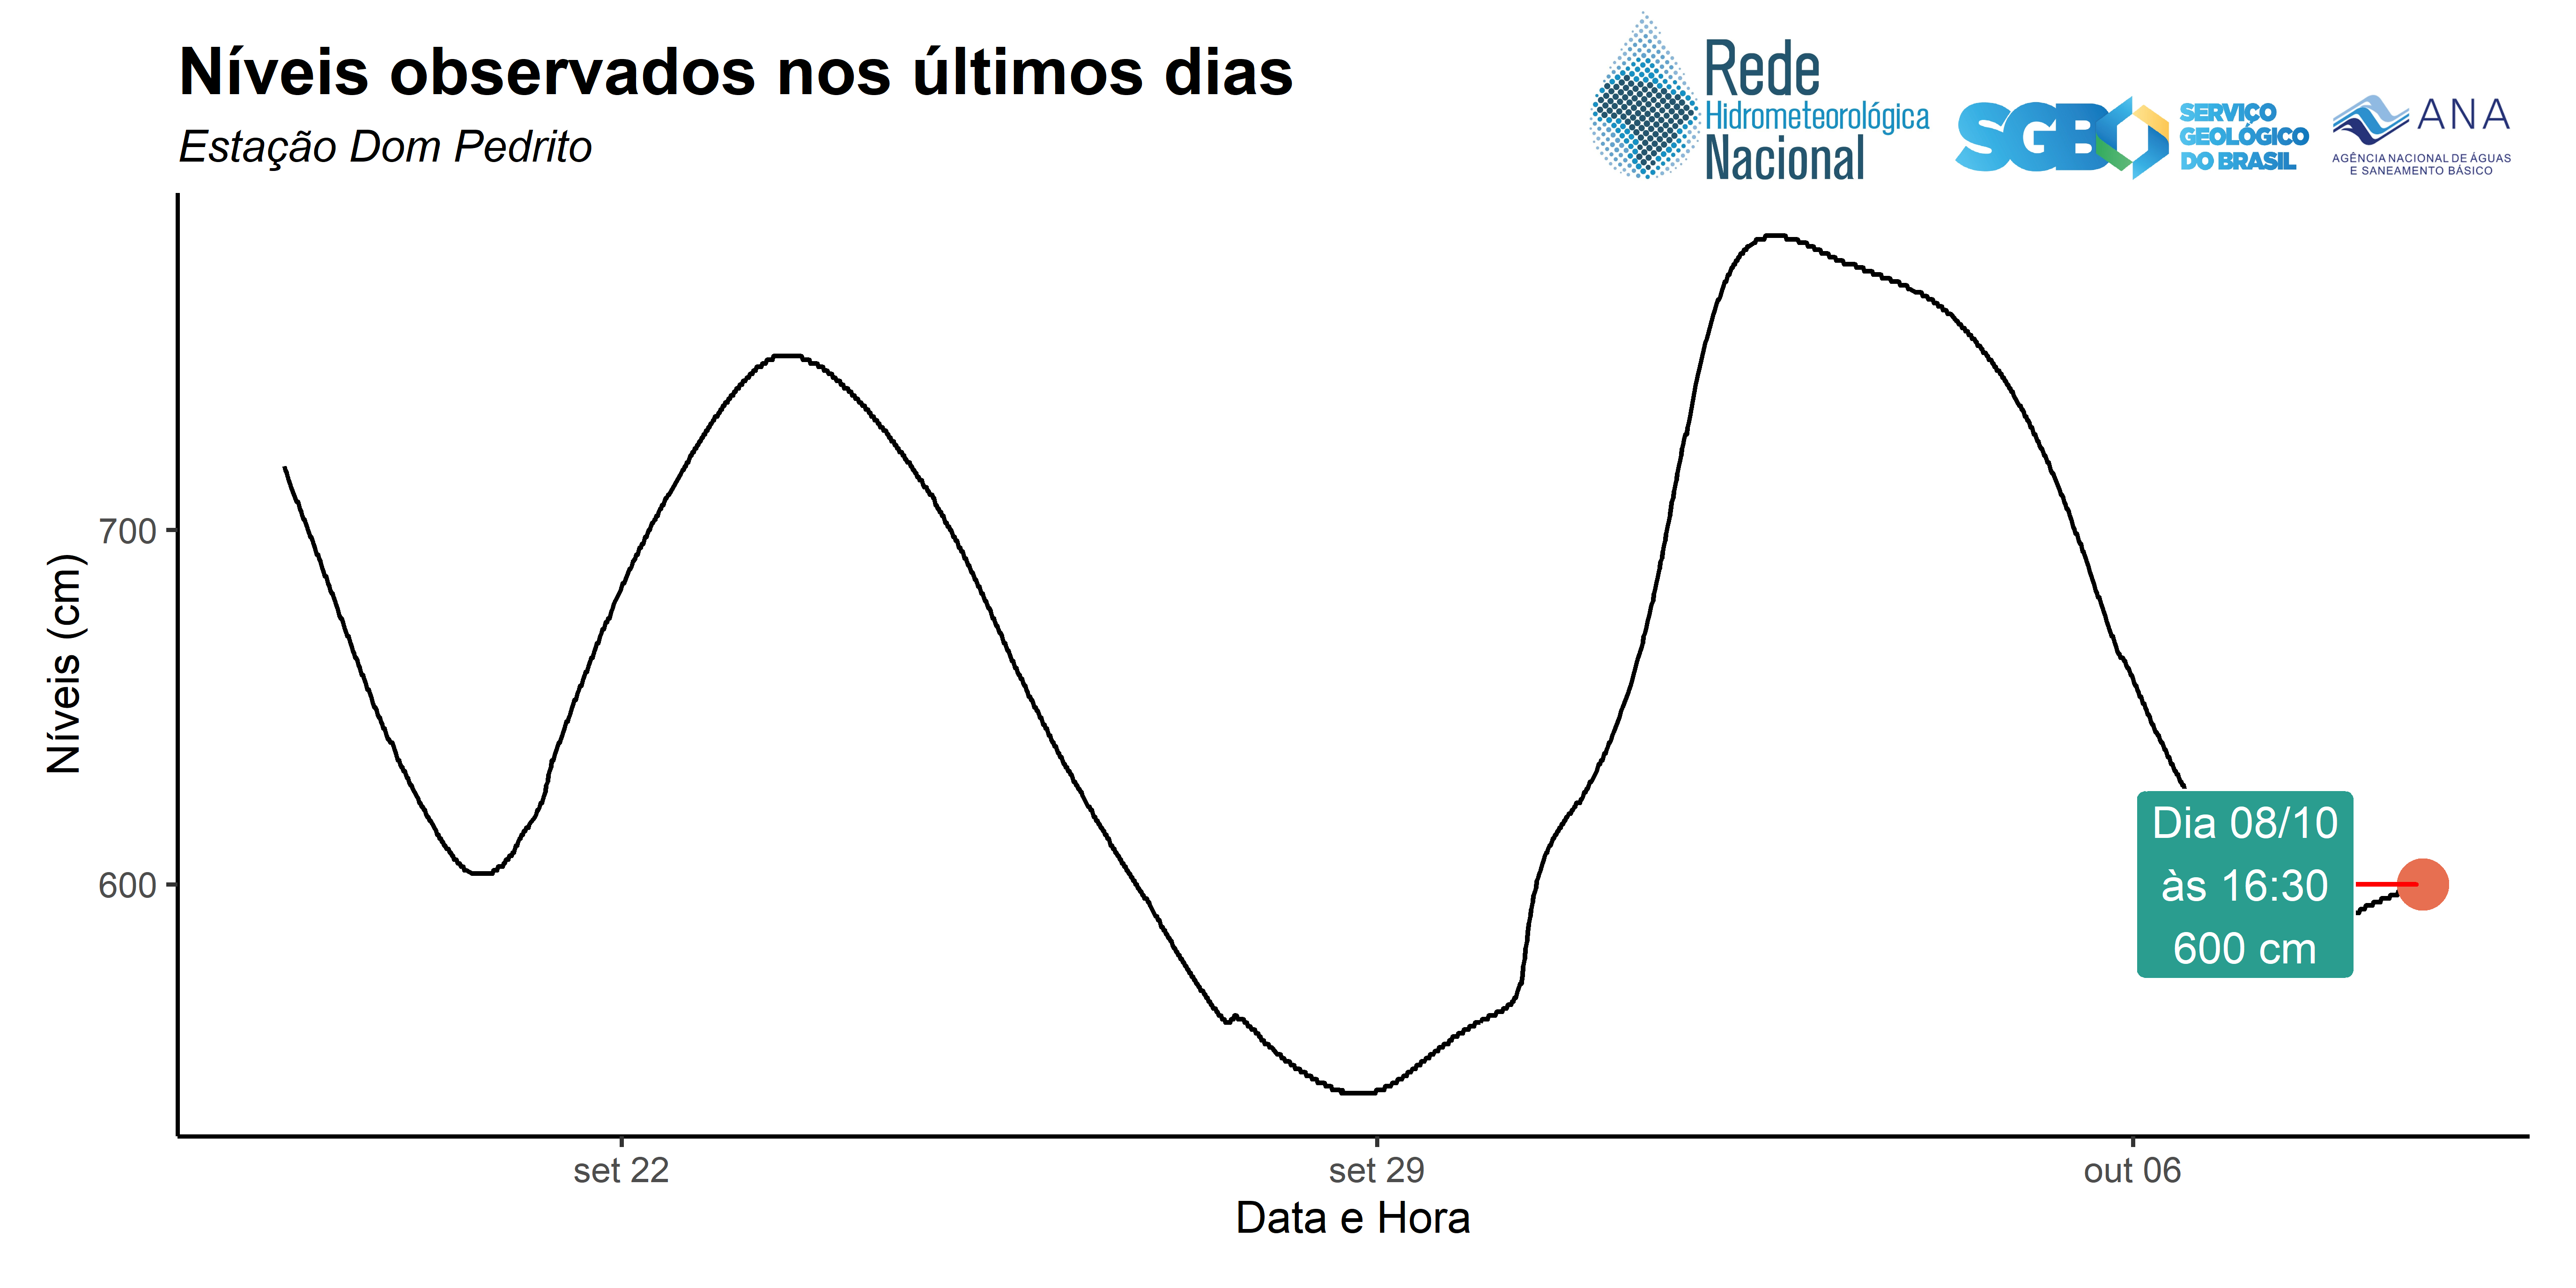 Níveis observados nos últimos dias
Estação Dom Pedrito
Rede
Hidrometeorológica
Nacional
SGB
SERVIÇO
GEOLÓGICO
DO BRASIL
ANA
AGÊNCIA NACIONAL DE ÁGUAS
E SANEAMENTO BÁSICO
Níveis (cm)
700
600
Dia 08/10
às 16:30
600 cm
set 22
set 29
out 06
Data e Hora